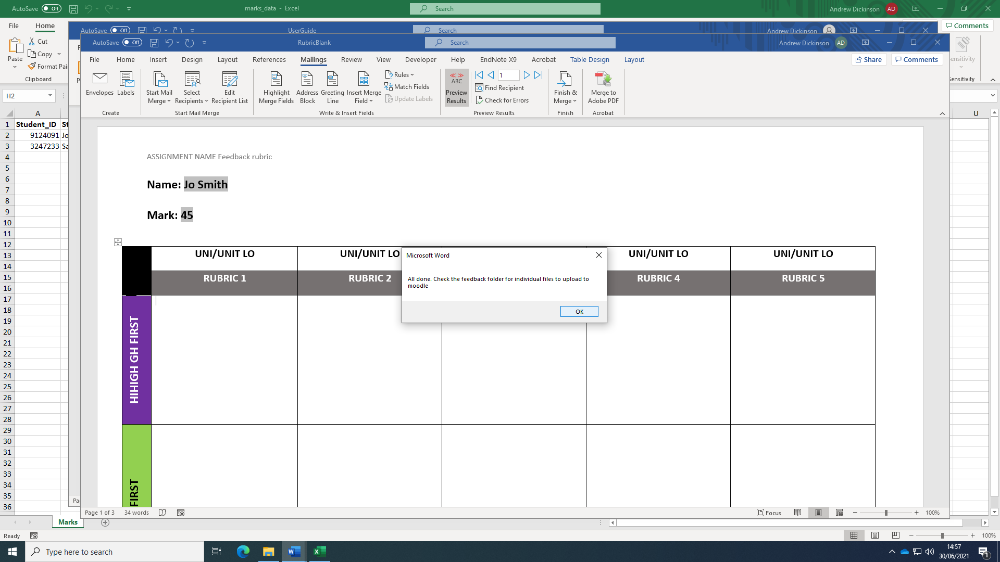 AutoSave Off marks_data - Excel Search Andrew Dickinson AD
File Home Comments
AutoSave Off UserGuide Search Andrew Dickinson
AutoSave Off RubricBlank Search Andrew Dickinson AD
File Home Insert Design Layout References Mailings Review View Developer Help EndNote X9 Acrobat Table Design Layout Share Comments
Cut
Copy
Format Pai
Paste
Clipboard
Envelopes Labels
Create
Start Mail Merge
Select Recipients
Edit Recipient List
Start Mail Merge
Highlight Merge Fields
Address Block
Greeting Line
Insert Merge Field
Rules
Match Fields
Update Labels
Write & Insert Fields
ABC
Preview Results
1
Find Recipient
Check for Errors
Preview Results
Finish & Merge
Finish
Merge to Adobe PDF
Acrobat
Sensitivity
H2
A U
1 Student_ID St
2 9124091 Jo
3 3247233 Sa
4
5
6
7
8
9
10
11
12
13
14
15
16
17
18
19
20
21
22
23
24
25
26
27
28
29
30
31
32
33
34
35
36
ASSIGNMENT NAME Feedback rubric
Name: Jo Smith
Mark: 45
UNI/UNIT LO UNI/UNIT LO UNI/UNIT LO UNI/UNIT LO
RUBRIC 1 RUBRIC 2 RUBRIC 4 RUBRIC 5
HIHIGH GH FIRST
FIRST
Microsoft Word
All done. Check the feedback folder for individual files to upload to
moodle
OK
Page 1 of 3 34 words Focus 100%
Marks
Ready 100%
Type here to search
14:57
30/06/2021
1